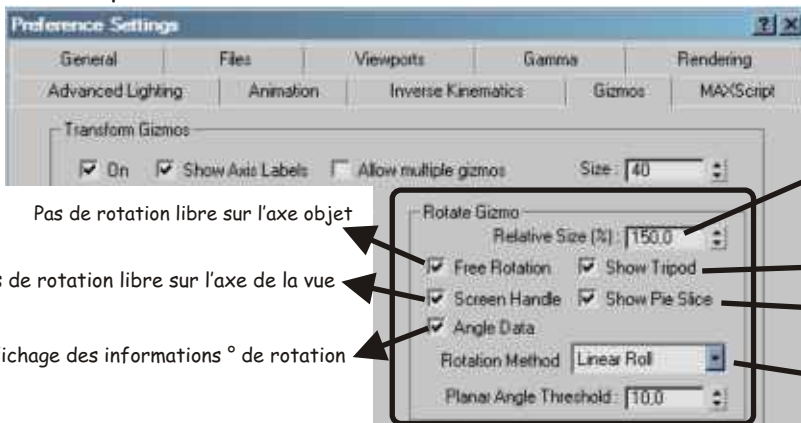 Preference Settings
General Files Viewports Gamma Rendering
Advanced Lighting Animation Inverse Kinematics Gizmos MAXScript
Transform Gizmos
On Show Axis Labels Allow multiple gizmos Size: 40
Pas de rotation libre sur l'axe objet
Rotate Gizmo
Relative Size (%): 150.0
Free Rotation Show Tripod
de rotation libre sur l'axe de la vue
Screen Handle Show Pie Slice
Angle Data
ichage des informations ° de rotation
Rotation Method Linear Roll
Planar Angle Threshold: 10.0